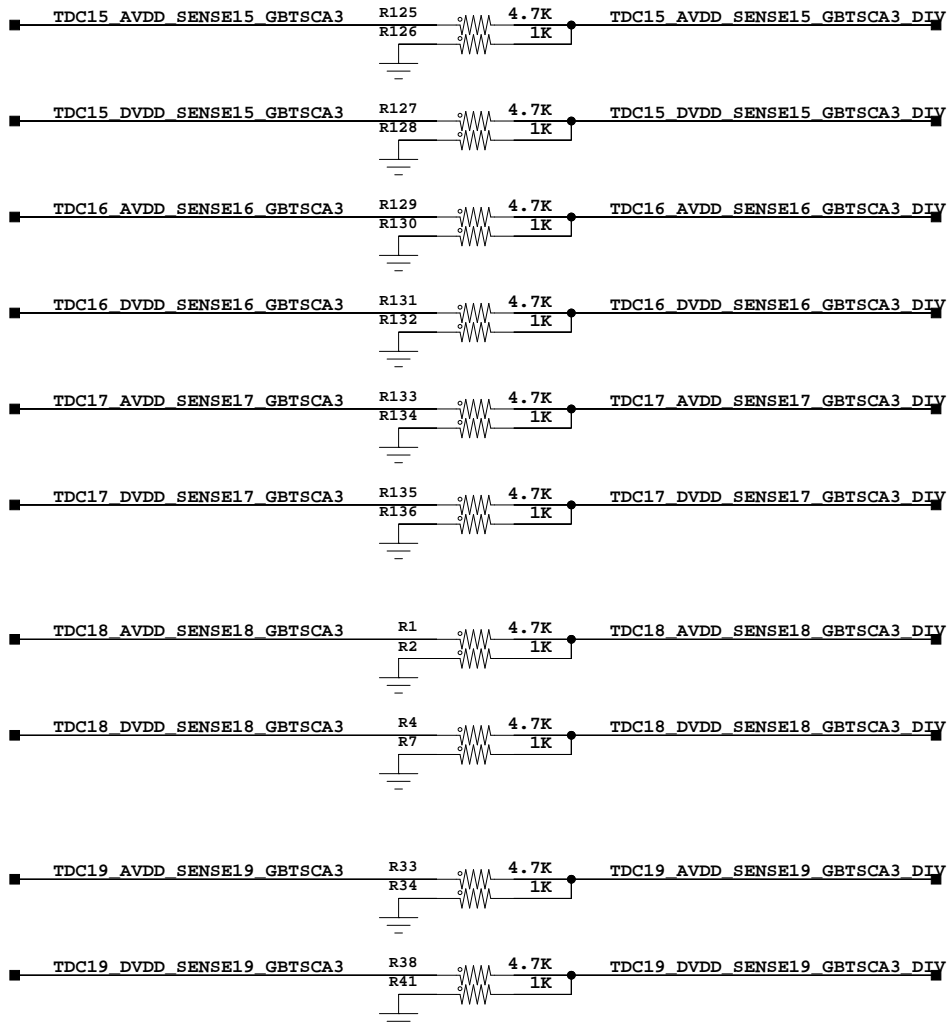 TDC15_AVDD_SENSE15_GBTSCA3 R125 4.7K TDC15_AVDD_SENSE15_GBTSCA3_DIV
R126 1K
TDC15_DVDD_SENSE15_GBTSCA3 R127 4.7K TDC15_DVDD_SENSE15_GBTSCA3_DIV
R128 1K
TDC16_AVDD_SENSE16_GBTSCA3 R129 4.7K TDC16_AVDD_SENSE16_GBTSCA3_DIV
R130 1K
TDC16_DVDD_SENSE16_GBTSCA3 R131 4.7K TDC16_DVDD_SENSE16_GBTSCA3_DIV
R132 1K
TDC17_AVDD_SENSE17_GBTSCA3 R133 4.7K TDC17_AVDD_SENSE17_GBTSCA3_DIV
R134 1K
TDC17_DVDD_SENSE17_GBTSCA3 R135 4.7K TDC17_DVDD_SENSE17_GBTSCA3_DIV
R136 1K
TDC18_AVDD_SENSE18_GBTSCA3 R1 4.7K TDC18_AVDD_SENSE18_GBTSCA3_DIV
R2 1K
TDC18_DVDD_SENSE18_GBTSCA3 R4 4.7K TDC18_DVDD_SENSE18_GBTSCA3_DIV
R7 1K
TDC19_AVDD_SENSE19_GBTSCA3 R33 4.7K TDC19_AVDD_SENSE19_GBTSCA3_DIV
R34 1K
TDC19_DVDD_SENSE19_GBTSCA3 R38 4.7K TDC19_DVDD_SENSE19_GBTSCA3_DIV
R41 1K